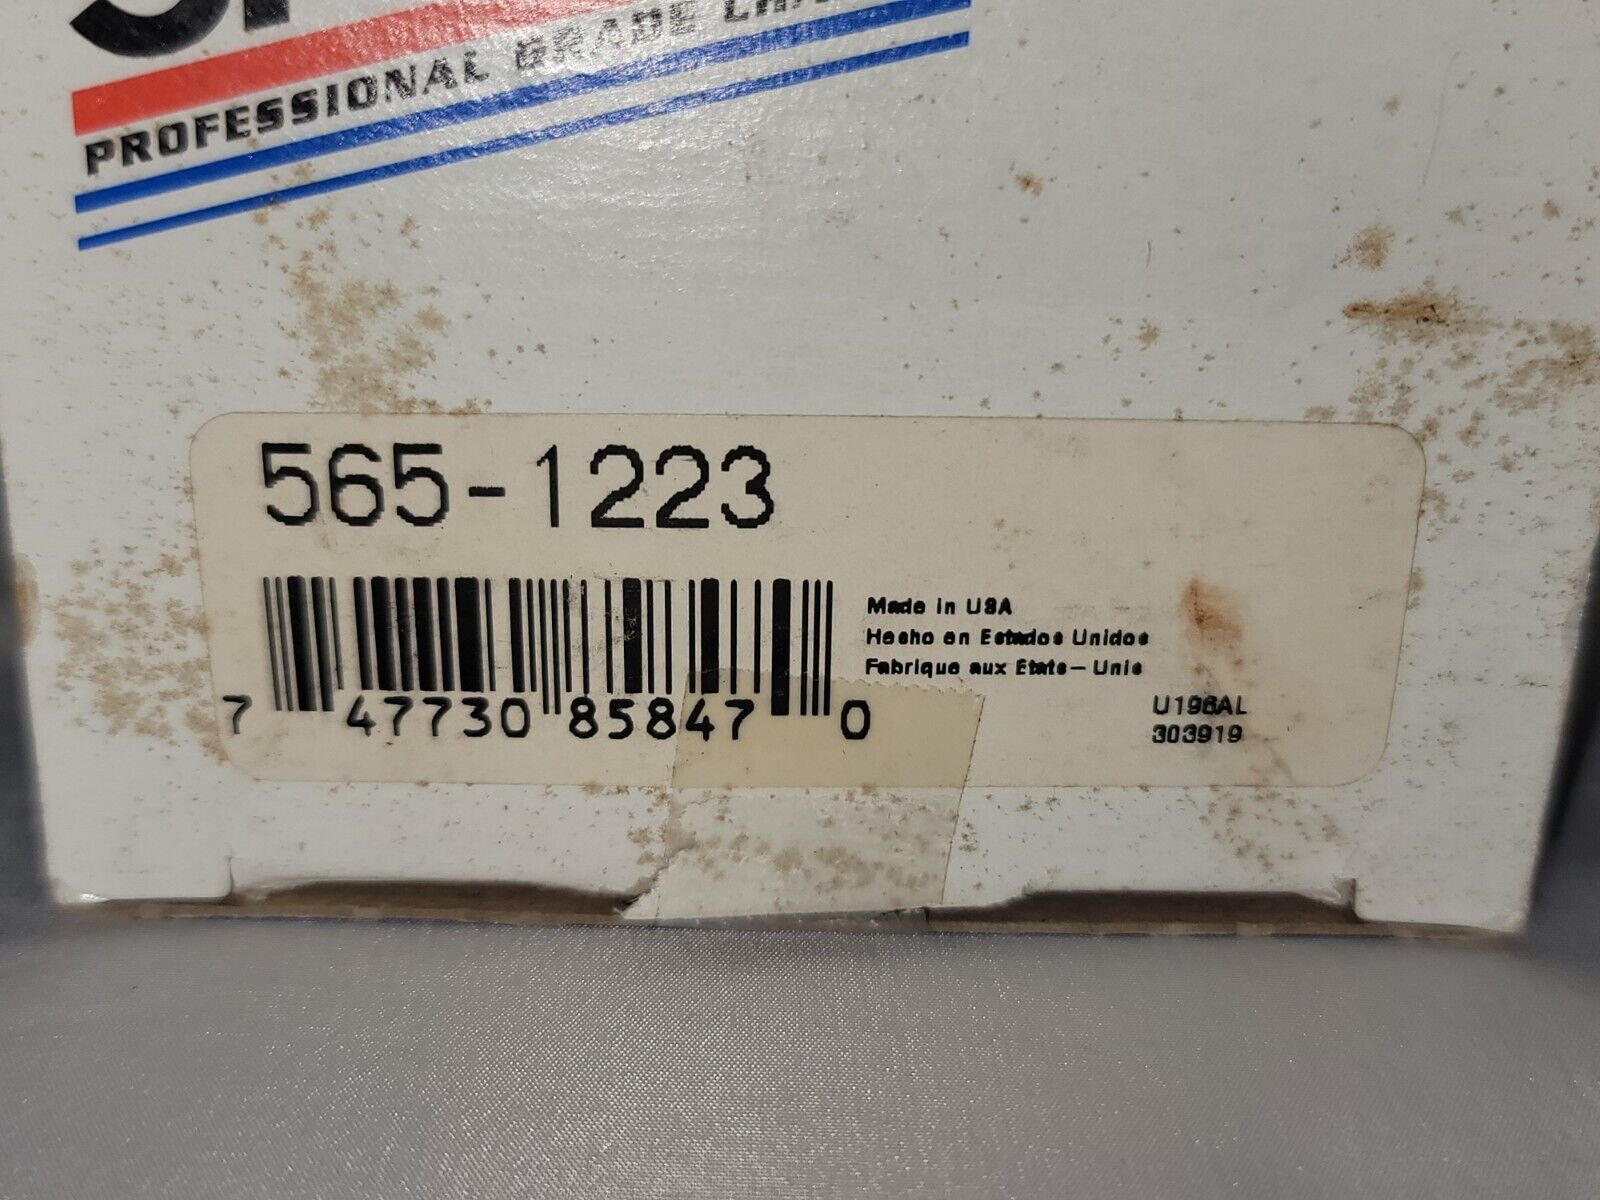 PROFESSIONAL GRADE
565-1223
7 47730 85847 0
Made in USA
Hecho en Estados Unidos
Fabrique aux Etats-Unis
U196AL
303919